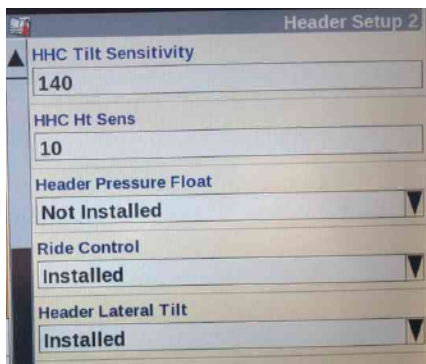 Header Setup 2
HHC Tilt Sensitivity
140
HHC Ht Sens
10
Header Pressure Float
Not Installed
Ride Control
Installed
Header Lateral Tilt
Installed